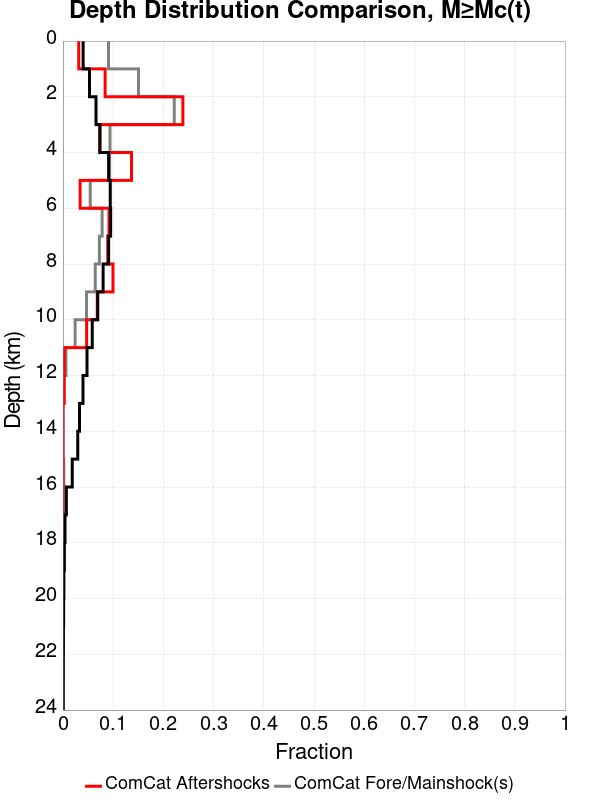 Depth Distribution Comparison, M≥Mc(t)
0
2
4
6
8
10
12
14
16
18
20
22
24
Depth (km)
0 0.1 0.2 0.3 0.4 0.5 0.6 0.7 0.8 0.9 1
Fraction
ComCat Aftershocks ComCat Fore/Mainshock(s)